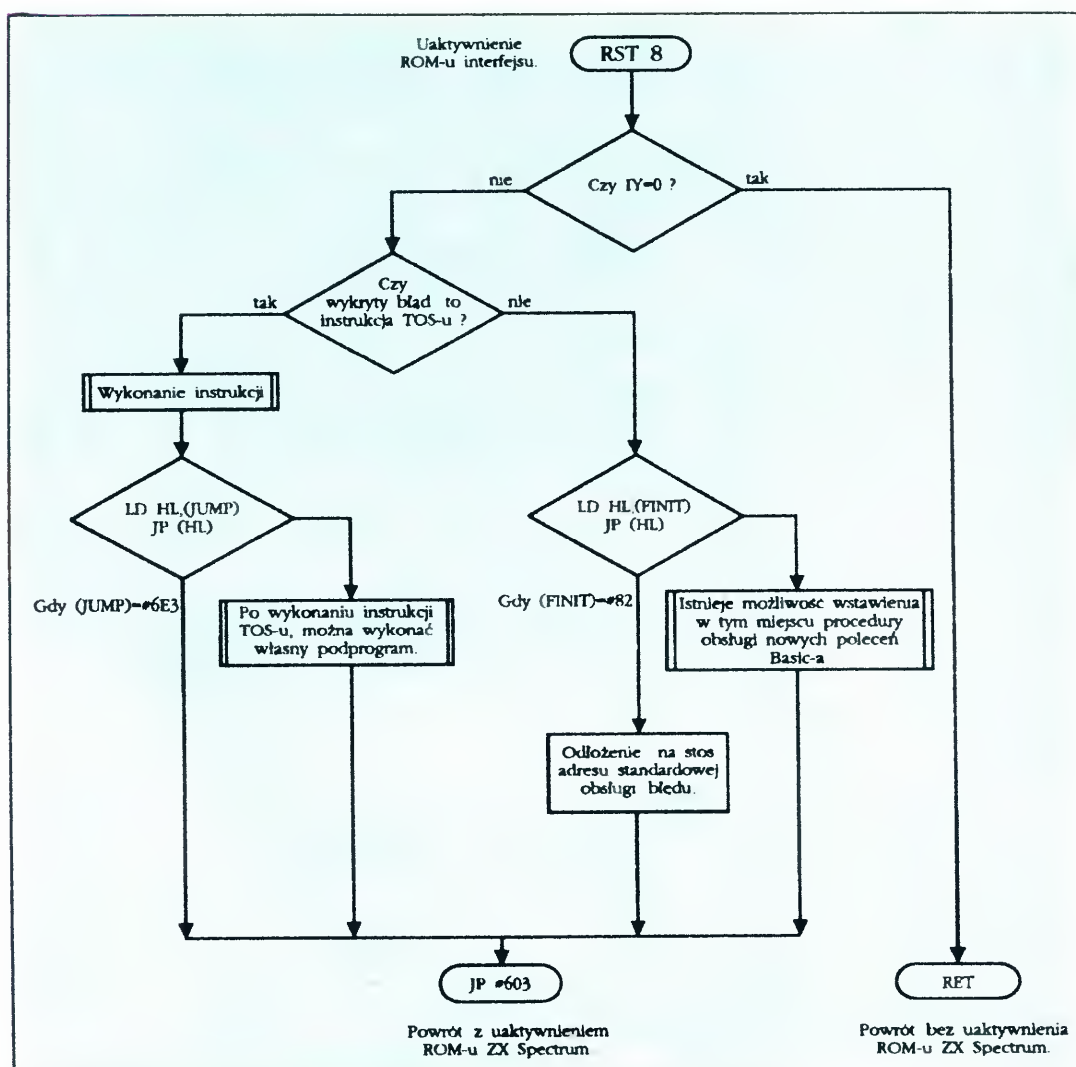 Uaktywnienie
ROM-u interfejsu.
RST 8
Czy IY=0 ?
nie
tak
Czy
wykryty błąd to
instrukcja TOS-u ?
tak
nie
Wykonanie instrukcji
LD HL,(JUMP)
JP (HL)
LD HL,(FINIT)
JP (HL)
Gdy (JUMP)=#6E3
Po wykonaniu instrukcji
TOS-u, można wykonać
własny podprogram.
Gdy (FINIT)=#82
Istnieje możliwość wstawienia
w tym miejscu procedury
obsługi nowych poleceń
Basic-a
Odłożenie na stos
adresu standardowej
obsługi błedu.
JP #603
RET
Powrót z uaktywnieniem
ROM-u ZX Spectrum
Powrót bez uaktywnienia
ROM-u ZX Spectrum.